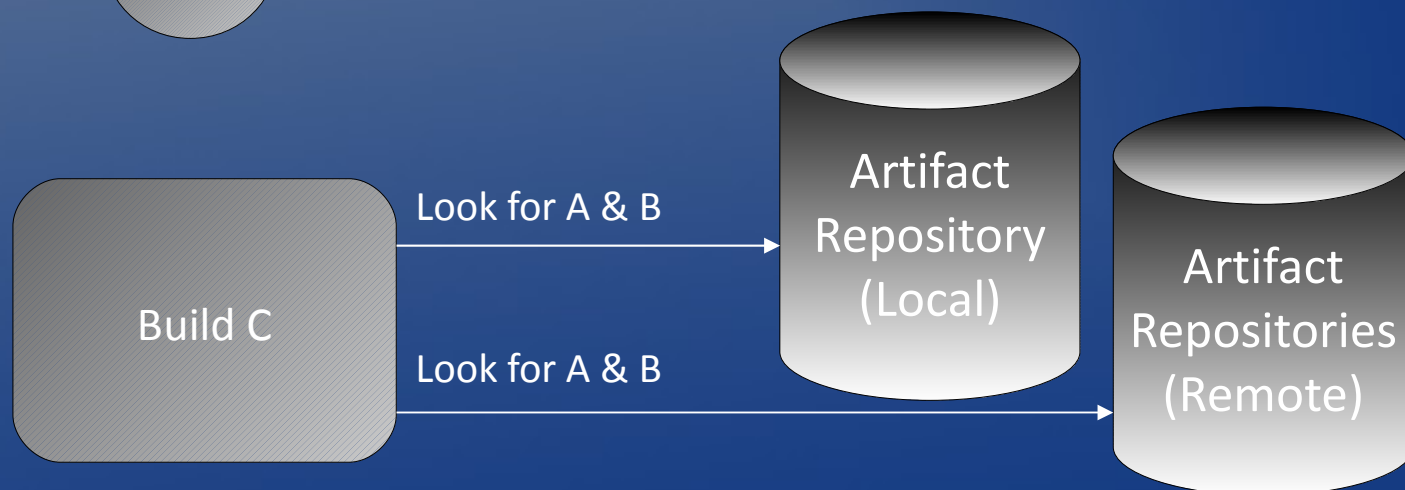 Build C
Look for A & B
Look for A & B
Artifact
Repository
(Local)
Artifact
Repositories
(Remote)